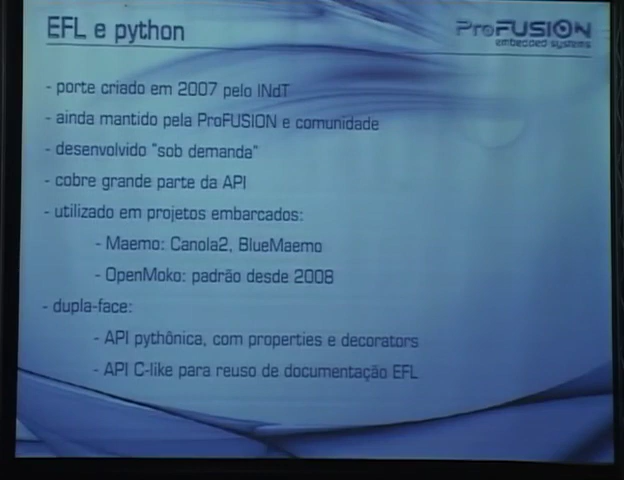 EFL e python
ProFUSION
embedded systems
- porte criado em 2007 pelo INdT
- ainda mantido pela ProFUSION e comunidade
- desenvolvido "sob demanda"
- cobre grande parte da API
- utilizado em projetos embarcados:
- Maemo: Canola2, BlueMaemo
- OpenMoko: padrão desde 2008
- dupla-face:
- API pythônica, com properties e decorators
- API C-like para reuso de documentação EFL